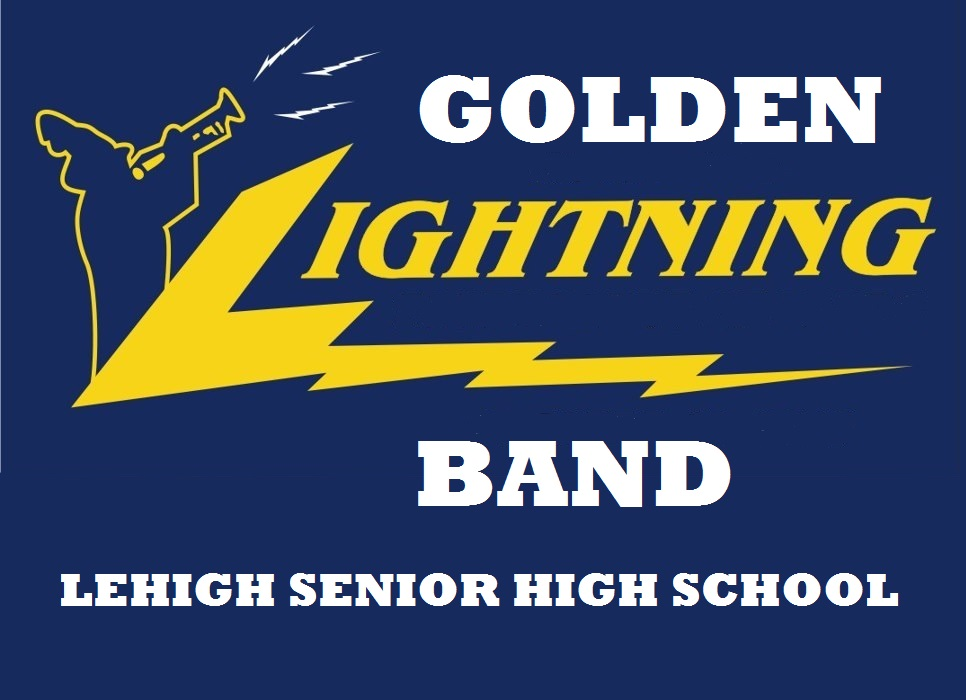 GOLDEN
LIGHTNING
BAND
LEHIGH SENIOR HIGH SCHOOL